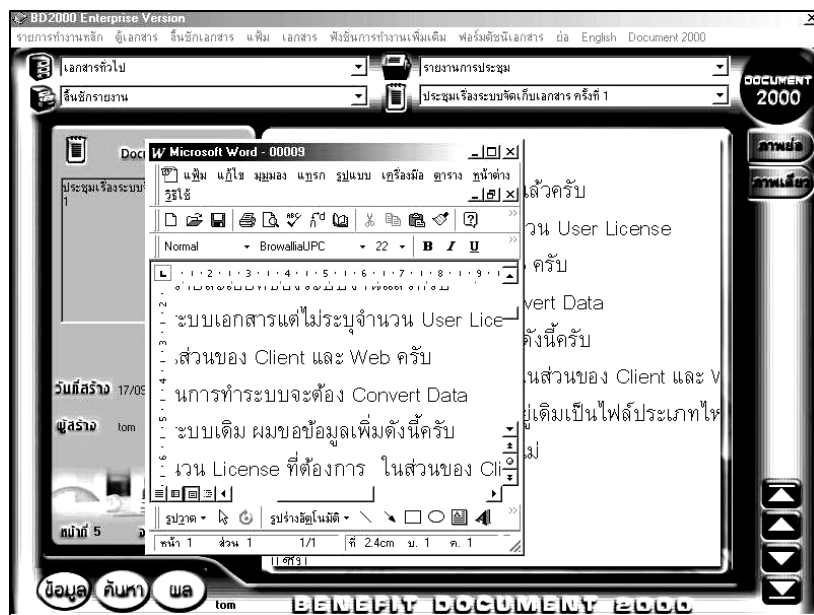 BD2000 Enterprise Version
รายการทำงานหลัก ตู้เอกสาร ลิ้นชักเอกสาร แฟ้ม เอกสาร ฟังชั่นการทำงานเพิ่มเติม ฟอร์มดัชนีเอกสาร ย่อ English Document 2000
เอกสารทั่วไป
รายงานการประชุม
ลิ้นชักรายงาน
ประชุมเรื่องระบบจัดเก็บเอกสาร ครั้งที่ 1
DOCUMENT
2000
ภาพย่อ
ภาพเดียว
Microsoft Word - 00009
แฟ้ม แก้ไข มุมมอง แทรก รูปแบบ เครื่องมือ ตาราง หน้าต่าง
วิธีใช้
Normal BrowalliaUPC 22 B I U
ระบบเอกสารแต่ไม่ระบุจำนวน User Lice
ส่วนของ Client และ Web ครับ
นการทำระบบจะต้อง Convert Data
ะบบเดิม ผมขอข้อมูลเพิ่มดังนี้ครับ
นวน License ที่ต้องการ ในส่วนของ Cli
รูปวาด รูปร่างอัตโนมัติ
หน้า 1 ส่วน 1 1/1 ที่ 2.4cm บ. 1 ค. 1
ล้วครับ
วน User License
ครับ
vert Data
ดังนี้ครับ
นส่วนของ Client และ W
ยู่เดิมเป็นไฟล์ประเภทไห
ม่
ประชุมเรื่องระบบ
1
วันที่สร้าง 17/09
ผู้สร้าง tom
หน้าที่ 5
ข้อมูล ค้นหา ผล
tom
BENEFIT DOCUMENT 2000